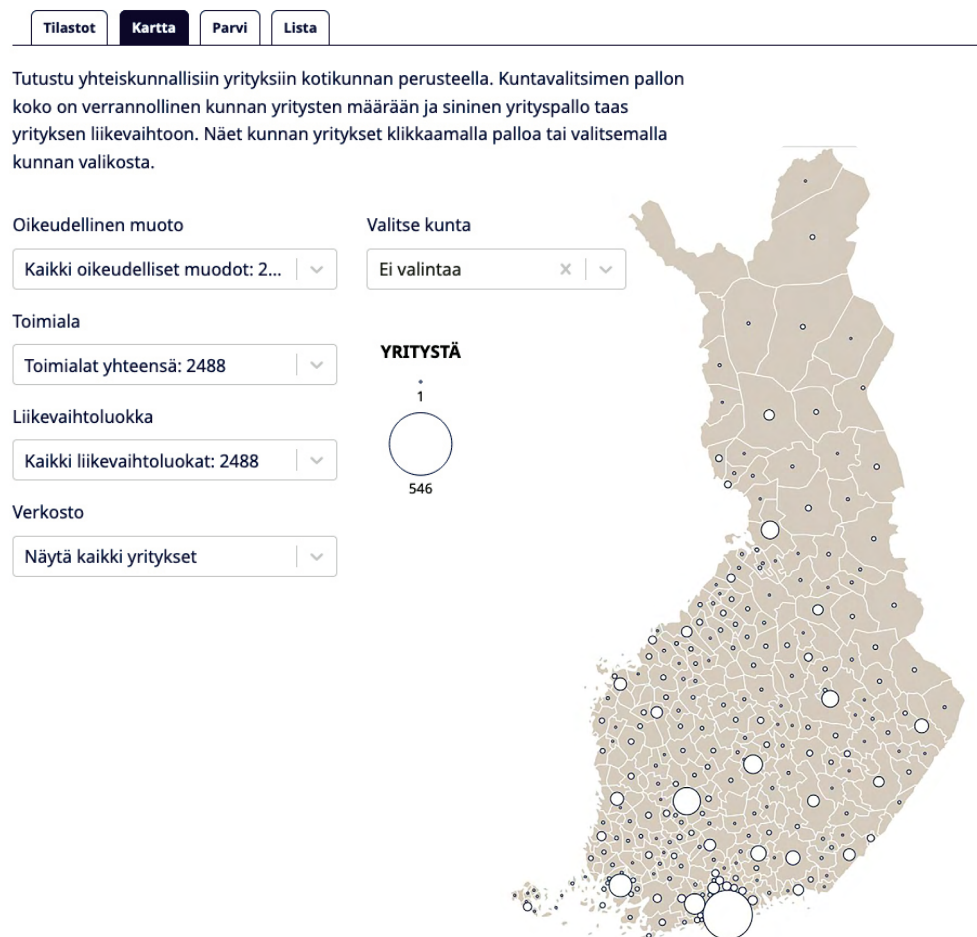 Tilastot
Kartta
Parvi
Lista
Tutustu yhteiskunnallisiin yrityksiin kotikunnan perusteella. Kuntavalitsimen pallon
koko on verrannollinen kunnan yritysten määrään ja sininen yrityspallo taas
yrityksen liikevaihtoon. Näet kunnan yritykset klikkaamalla palloa tai valitsemalla
kunnan valikosta.
Oikeudellinen muoto
Kaikki oikeudelliset muodot: 2...
Valitse kunta
Ei valintaa
Toimiala
Toimialat yhteensä: 2488
Liikevaihtoluokka
Kaikki liikevaihtoluokat: 2488
Verkosto
Näytä kaikki yritykset
YRITYSTÄ
1
546